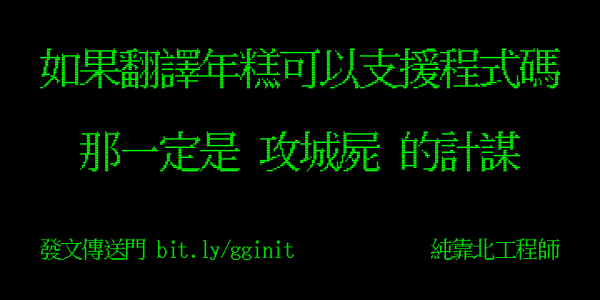 如果翻譯年糕可以支援程式碼
那一定是 攻城屍 的計謀
發文傳送門 bit.ly/gginit 純靠北工程師